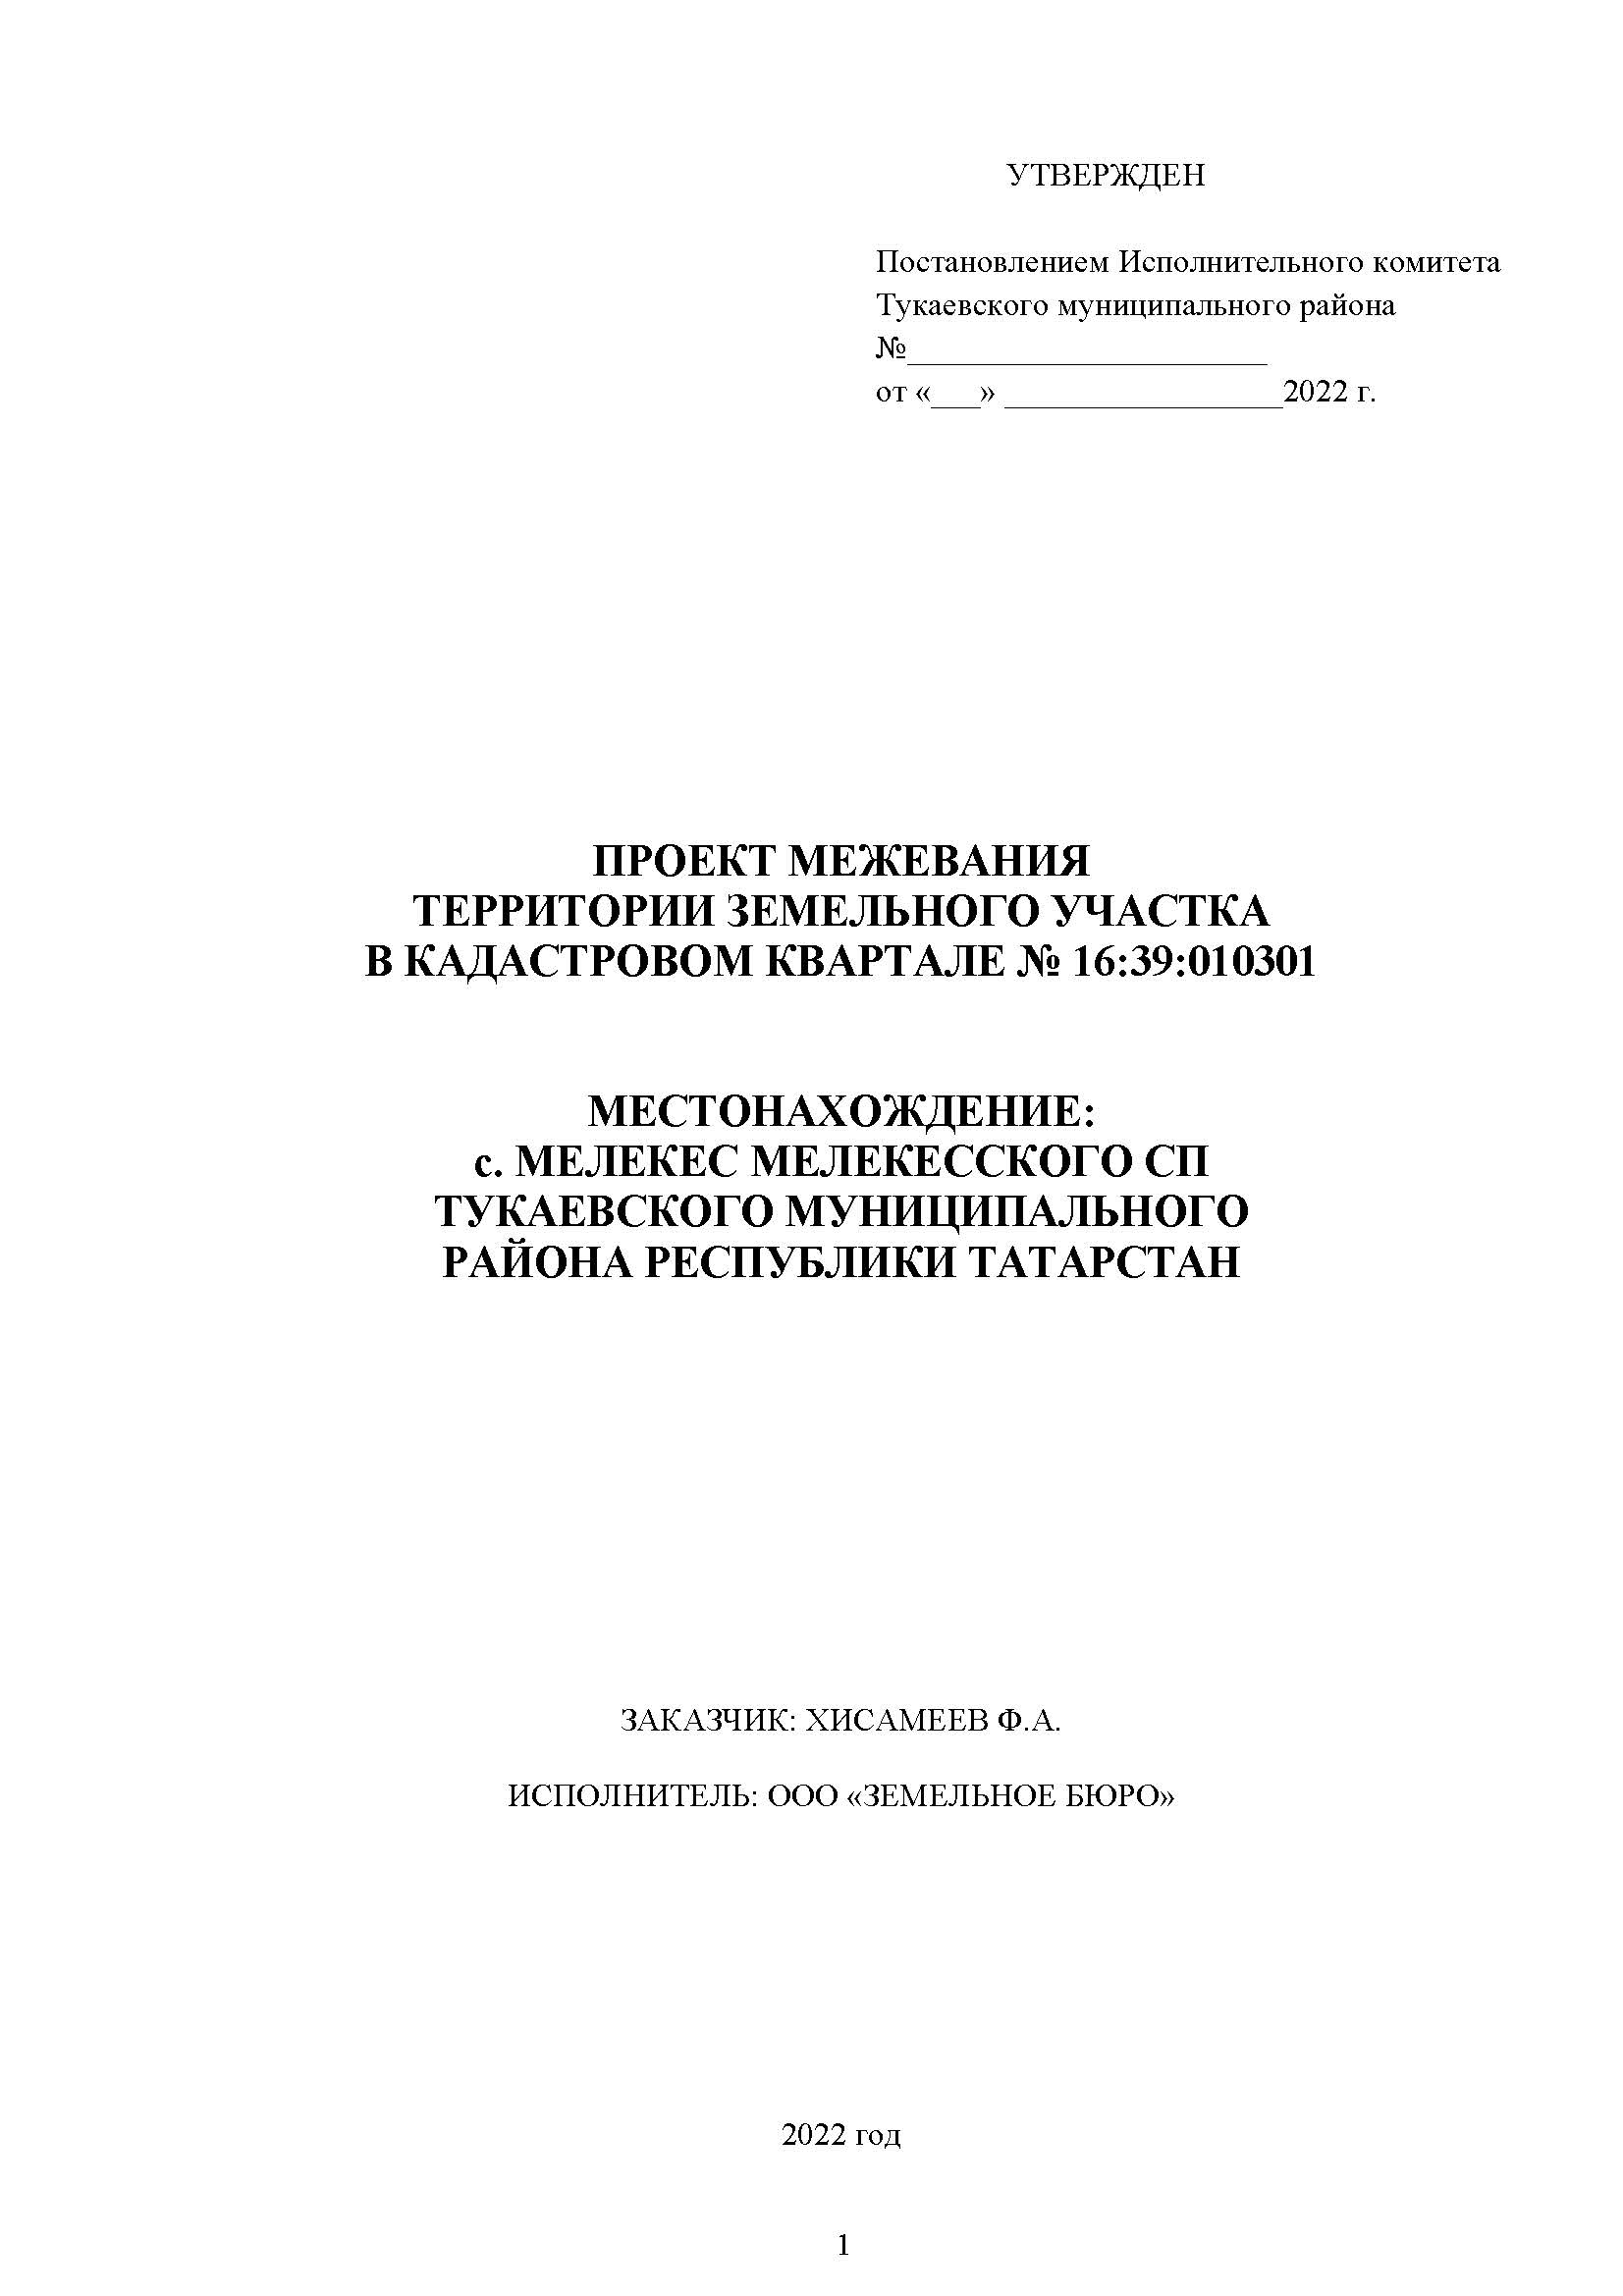 УТВЕРЖДЕН
Постановлением Исполнительного комитета
Тукаевского муниципального района
№______________________
от «___» _________________2022 г.
ПРОЕКТ МЕЖЕВАНИЯ
ТЕРРИТОРИИ ЗЕМЕЛЬНОГО УЧАСТКА
В КАДАСТРОВОМ КВАРТАЛЕ № 16:39:010301
МЕСТОНАХОЖДЕНИЕ:
с. МЕЛЕКЕС МЕЛЕКЕССКОГО СП
ТУКАЕВСКОГО МУНИЦИПАЛЬНОГО
РАЙОНА РЕСПУБЛИКИ ТАТАРСТАН
ЗАКАЗЧИК: ХИСАМЕЕВ Ф.А.
ИСПОЛНИТЕЛЬ: ООО «ЗЕМЕЛЬНОЕ БЮРО»
2022 год
1